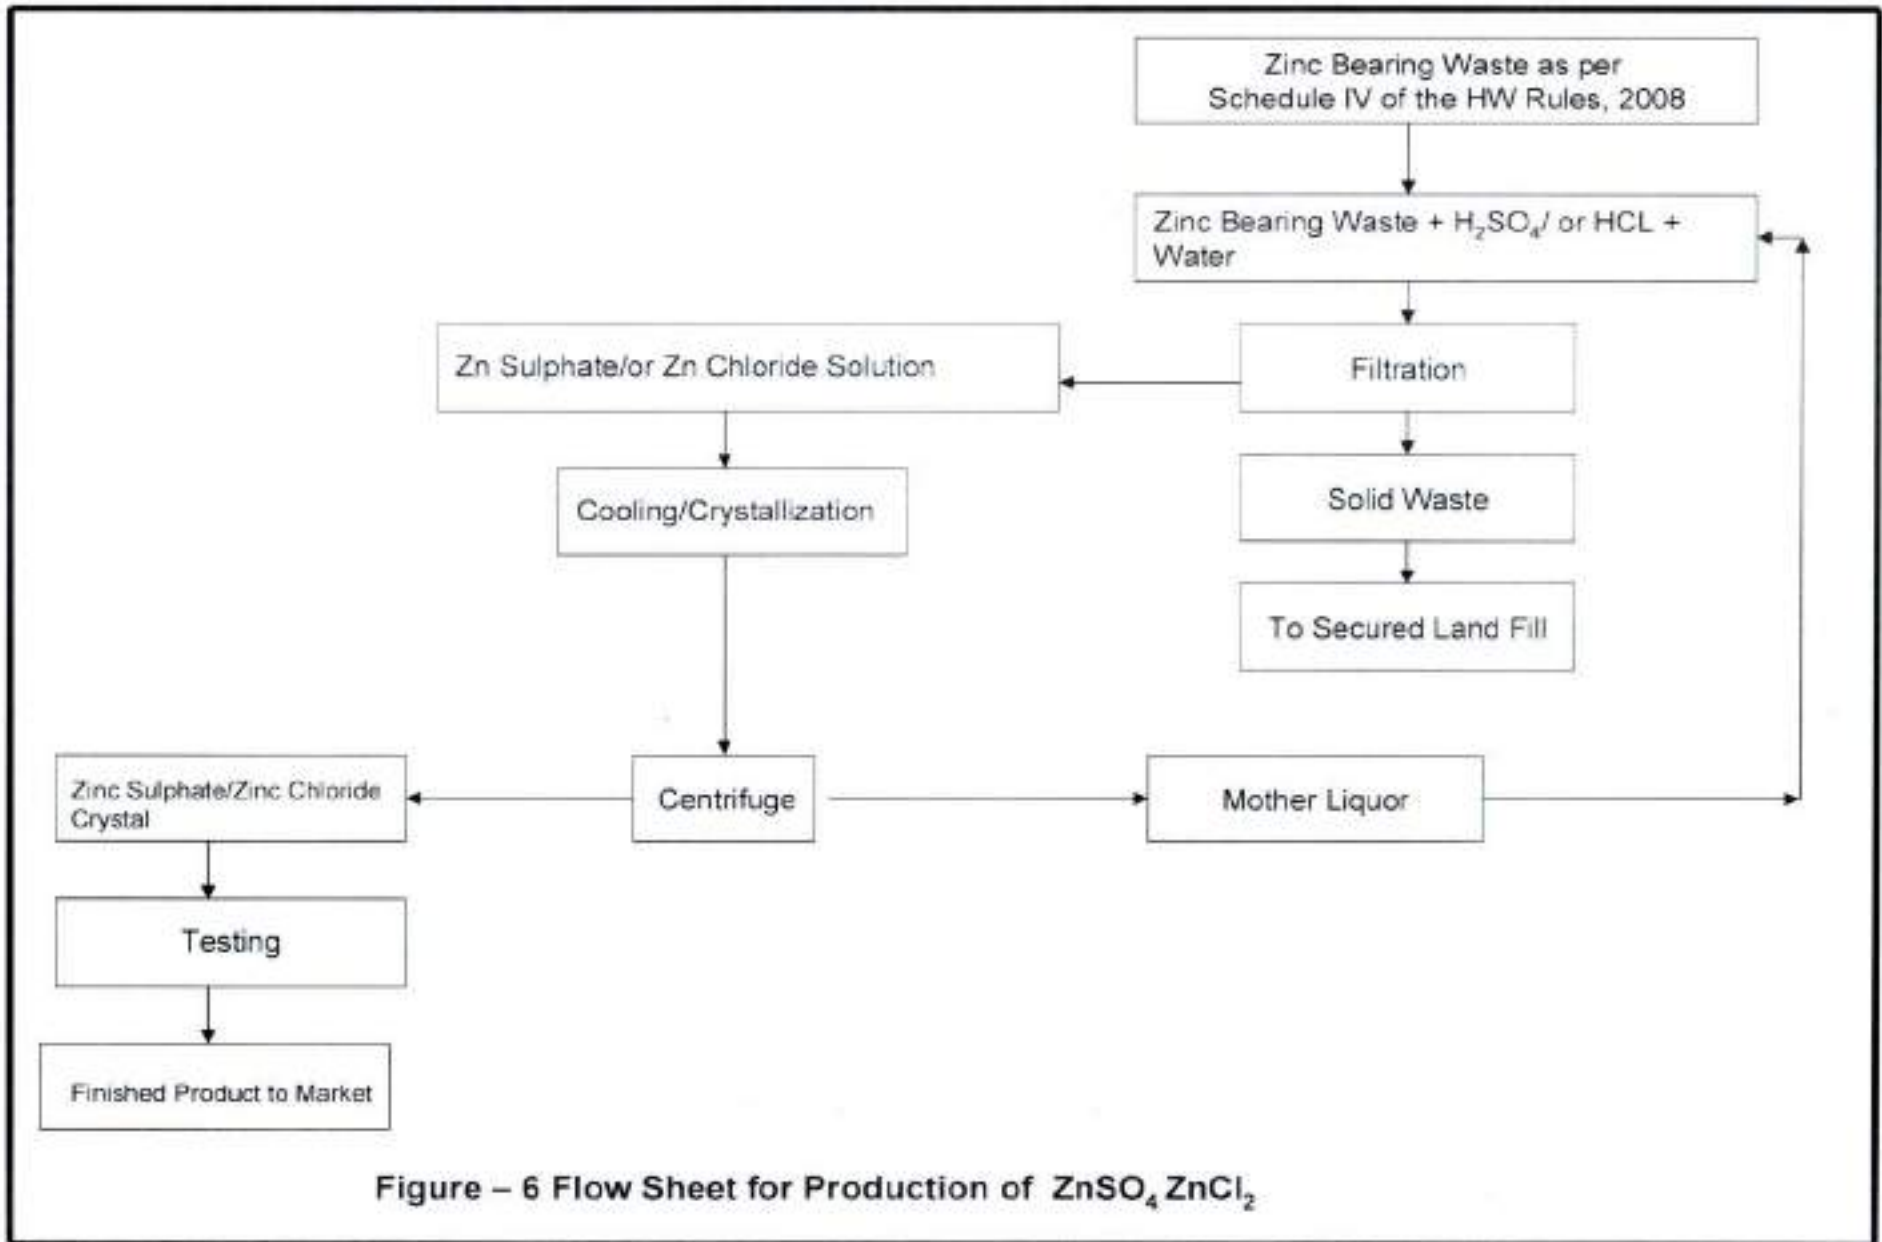 Zinc Bearing Waste as per
Schedule IV of the HW Rules, 2008
Zinc Bearing Waste + H₂SO₄/ or HCL +
Water
Zn Sulphate/or Zn Chloride Solution
Filtration
Cooling/Crystallization
Solid Waste
To Secured Land Fill
Zinc Sulphate/Zinc Chloride
Crystal
Centrifuge
Mother Liquor
Testing
Finished Product to Market
Figure – 6 Flow Sheet for Production of ZnSO₄ ZnCl₂